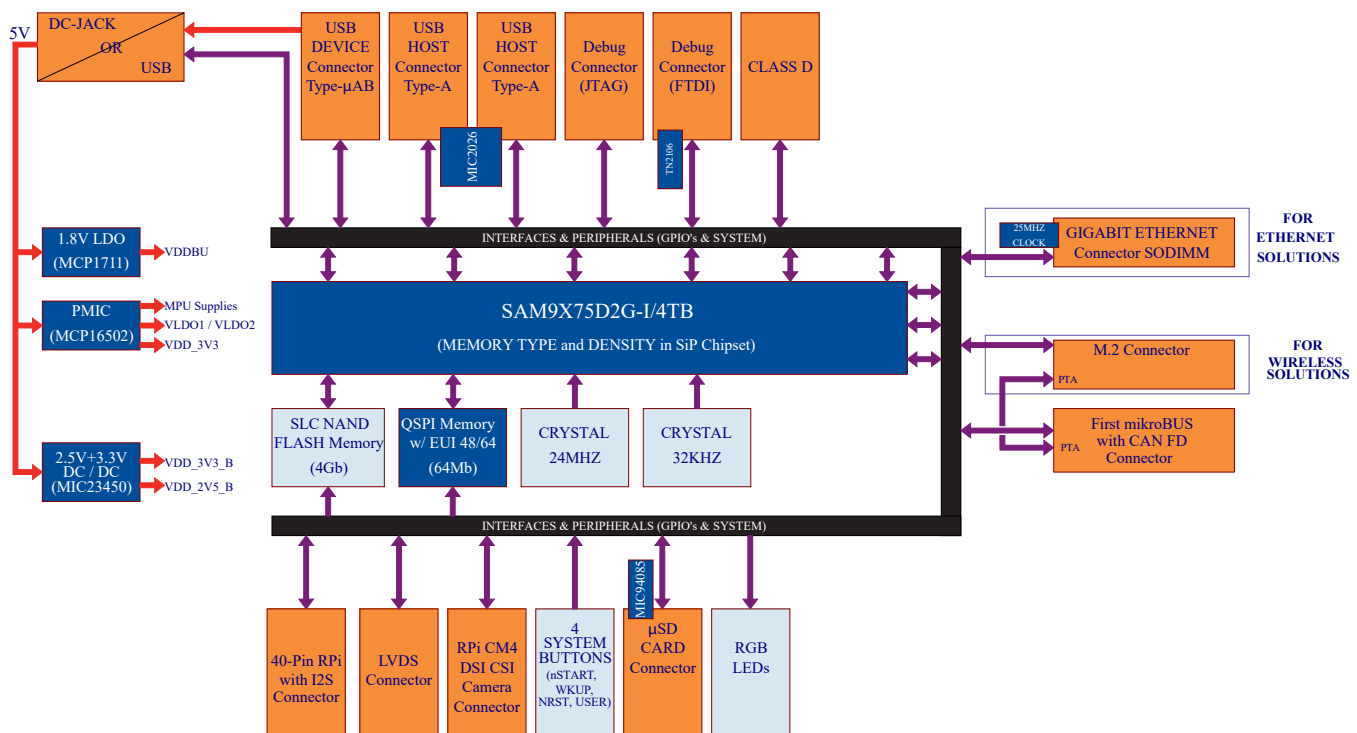 5V
DC-JACK
OR
USB
USB
DEVICE
Connector
Type-µAB
USB
HOST
Connector
Type-A
USB
HOST
Connector
Type-A
Debug
Connector
(JTAG)
Debug
Connector
(FTDI)
CLASS D
MIC2026
TN2106
INTERFACES & PERIPHERALS (GPIO's & SYSTEM)
25MHZ
CLOCK
GIGABIT ETHERNET
Connector SODIMM
FOR
ETHERNET
SOLUTIONS
1.8V LDO
(MCP1711)
VDDBU
PMIC
(MCP16502)
MPU Supplies
VLDO1 / VLDO2
VDD_3V3
SAM9X75D2G-I/4TB
(MEMORY TYPE and DENSITY in SiP Chipset)
M.2 Connector
PTA
FOR
WIRELESS
SOLUTIONS
First mikroBUS
with CAN FD
Connector
PTA
SLC NAND
FLASH Memory
(4Gb)
QSPI Memory
w/ EUI 48/64
(64Mb)
CRYSTAL
24MHZ
CRYSTAL
32KHZ
2.5V+3.3V
DC / DC
(MIC23450)
VDD_3V3_B
VDD_2V5_B
INTERFACES & PERIPHERALS (GPIO's & SYSTEM)
MIC94085
40-Pin RPi
with I2S
Connector
LVDS
Connector
RPi CM4
DSI CSI
Camera
Connector
4
SYSTEM
BUTTONS
(nSTART,
WKUP,
NRST, USER)
µSD
CARD
Connector
RGB
LEDs